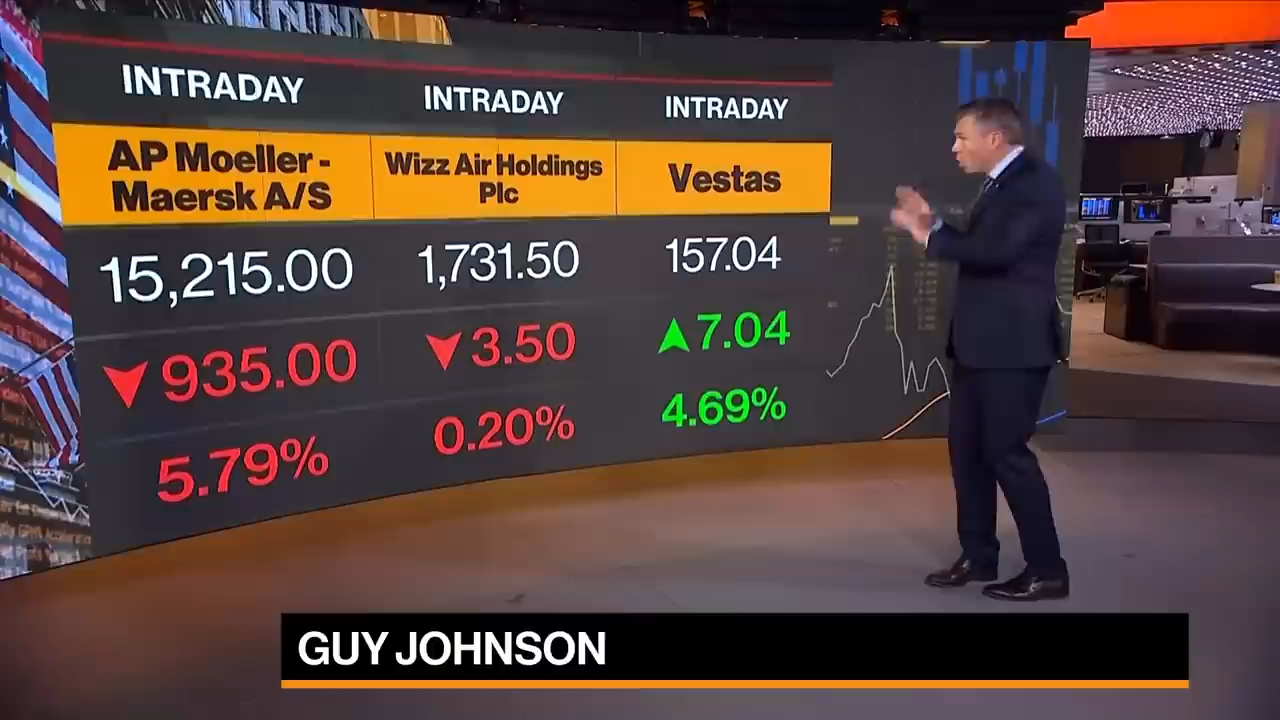 INTRADAY
INTRADAY
INTRADAY
AP Moeller -
Maersk A/S
Wizz Air Holdings
Plc
Vestas
15,215.00
1,731.50
157.04
▼935.00
▼3.50
▲7.04
5.79%
0.20%
4.69%
GUY JOHNSON